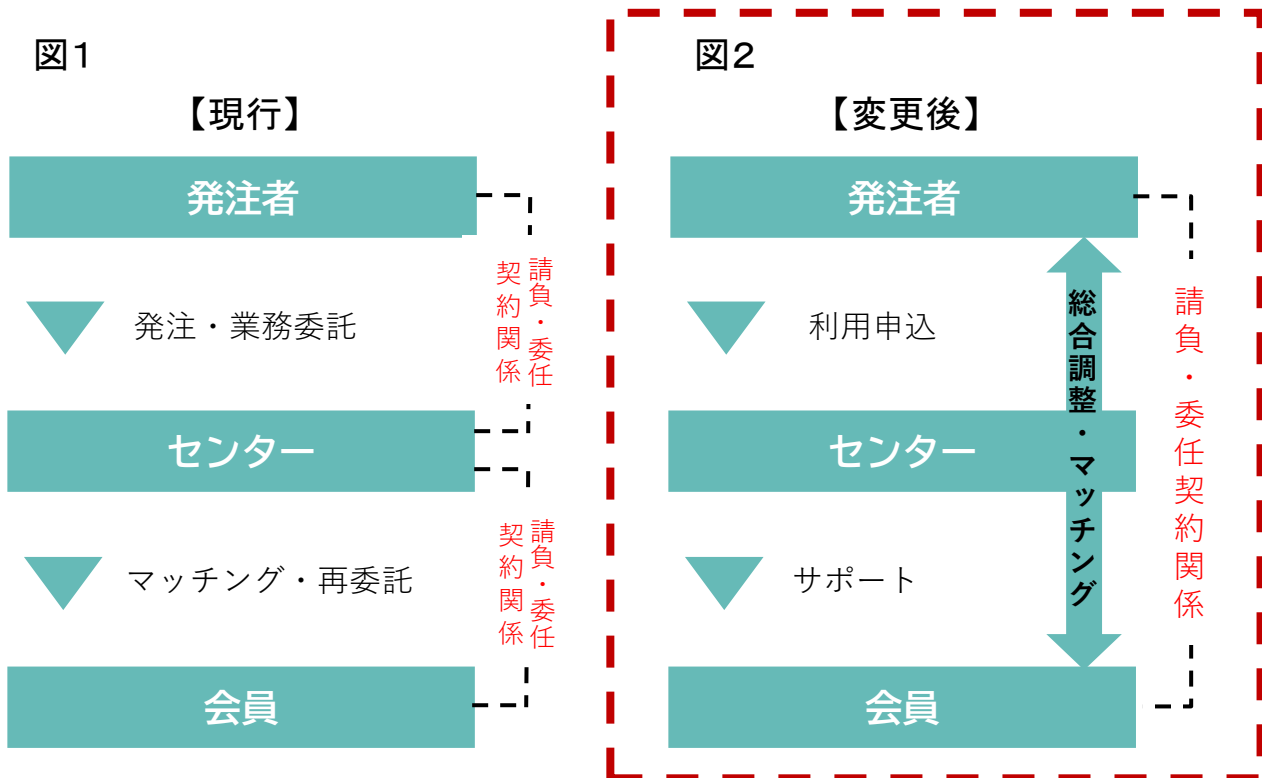 図1
【現行】
発注者
発注・業務委託
請負・委任
契約関係
センター
マッチング・再委託
請負・委任
契約関係
会員
図2
【変更後】
発注者
利用申込
センター
サポート
会員
総合調整・マッチング
請負・委任契約関係